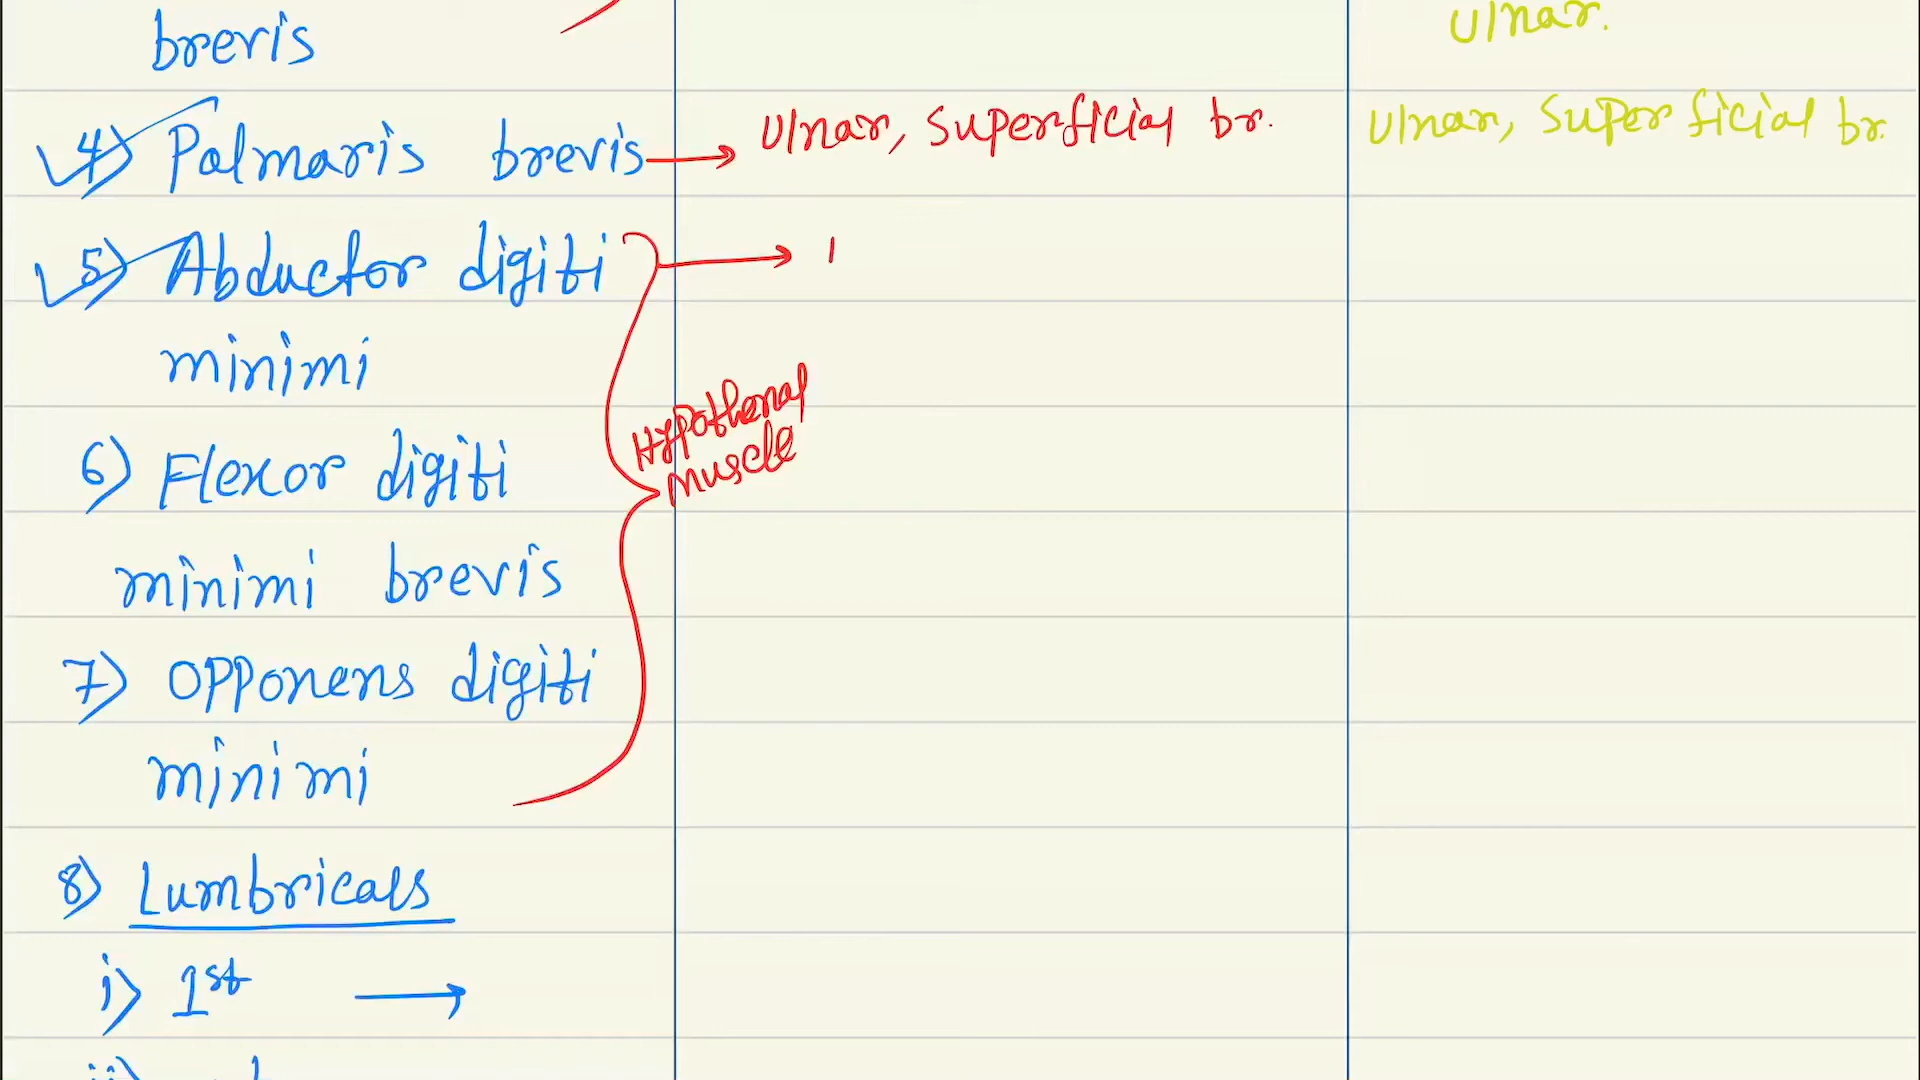 ulnar.
brevis
4) Palmaris brevis → ulnar, superficial br. ulnar, superficial br.
5) Abductor digiti →
minimi
Hypothenal
muscle
6) Flexor digiti
minimi brevis
7) opponens digiti
minimi
8) Lumbricals
i) 1st →